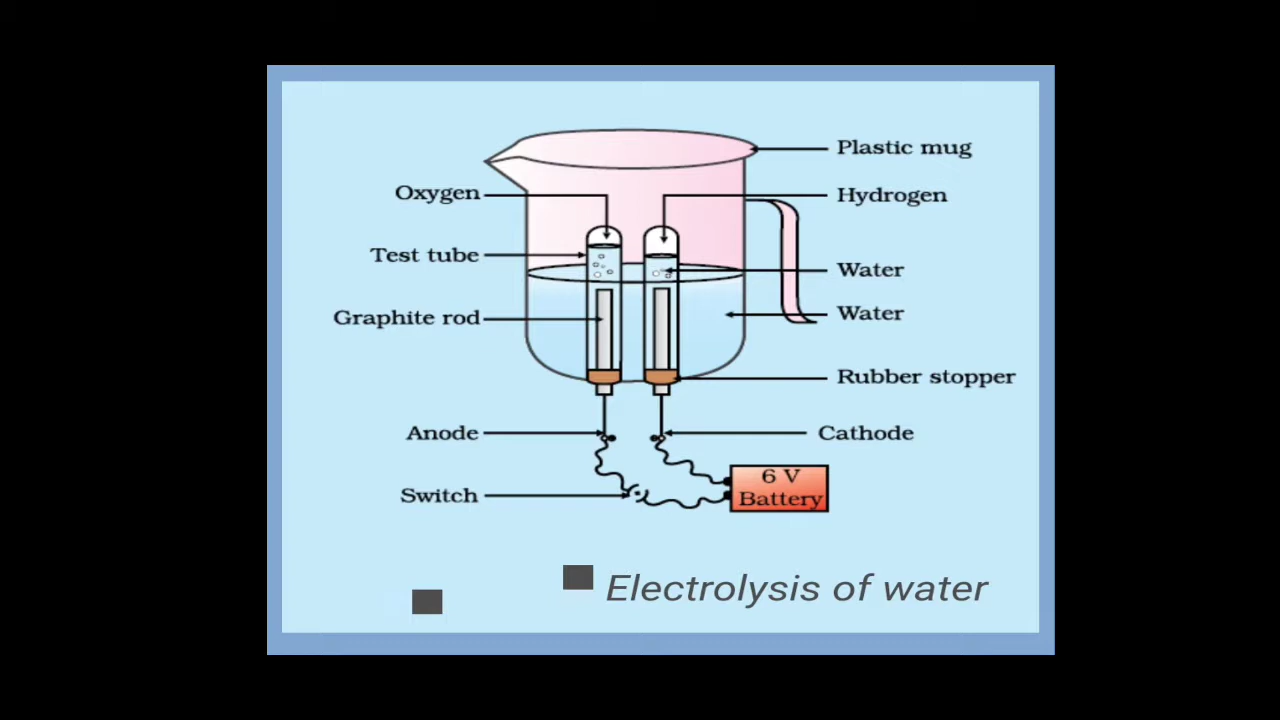 Plastic mug
Oxygen
Hydrogen
Test tube
Water
Graphite rod
Water
Rubber stopper
Anode
Cathode
6 V
Battery
Switch
Electrolysis of water